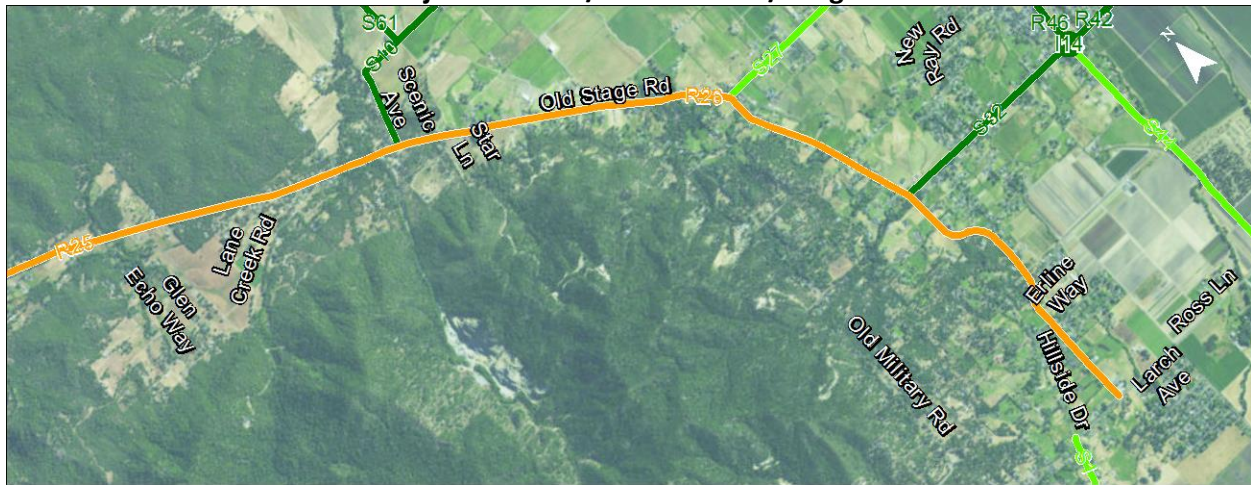 S61
R46
R42
S10
I14
S27
New
Ray Rd
N
Scenic
Ave
Old Stage Rd
Star
Ln
S32
R25
Lane
Creek Rd
Glen
Echo Way
Erline
Way
Ross Ln
Old Military Rd
Hillside Dr
Larch
Ave